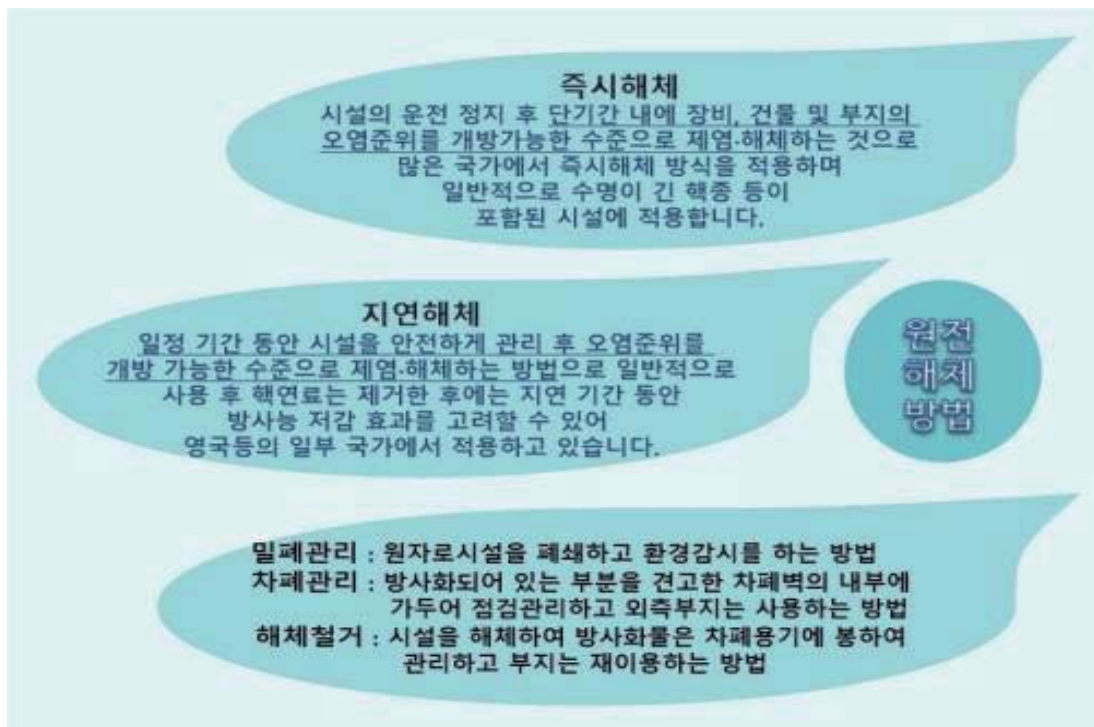 즉시해체
시설의 운전 정지 후 단기간 내에 장비, 건물 및 부지의
오염준위를 개방가능한 수준으로 제염·해체하는 것으로
많은 국가에서 즉시해체 방식을 적용하며
일반적으로 수명이 긴 핵종 등이
포함된 시설에 적용합니다.
지연해체
일정 기간 동안 시설을 안전하게 관리 후 오염준위를
개방 가능한 수준으로 제염·해체하는 방법으로 일반적으로
사용 후 핵연료는 제거한 후에는 지연 기간 동안
방사능 저감 효과를 고려할 수 있어
영국등의 일부 국가에서 적용하고 있습니다.
원전
해제
방법
밀폐관리 : 원자로시설을 폐쇄하고 환경감시를 하는 방법
차폐관리 : 방사화되어 있는 부분을 견고한 차폐벽의 내부에
가두어 점검관리하고 외측부지는 사용하는 방법
해체철거 : 시설을 해체하여 방사화물은 차폐용기에 봉하여
관리하고 부지는 재이용하는 방법